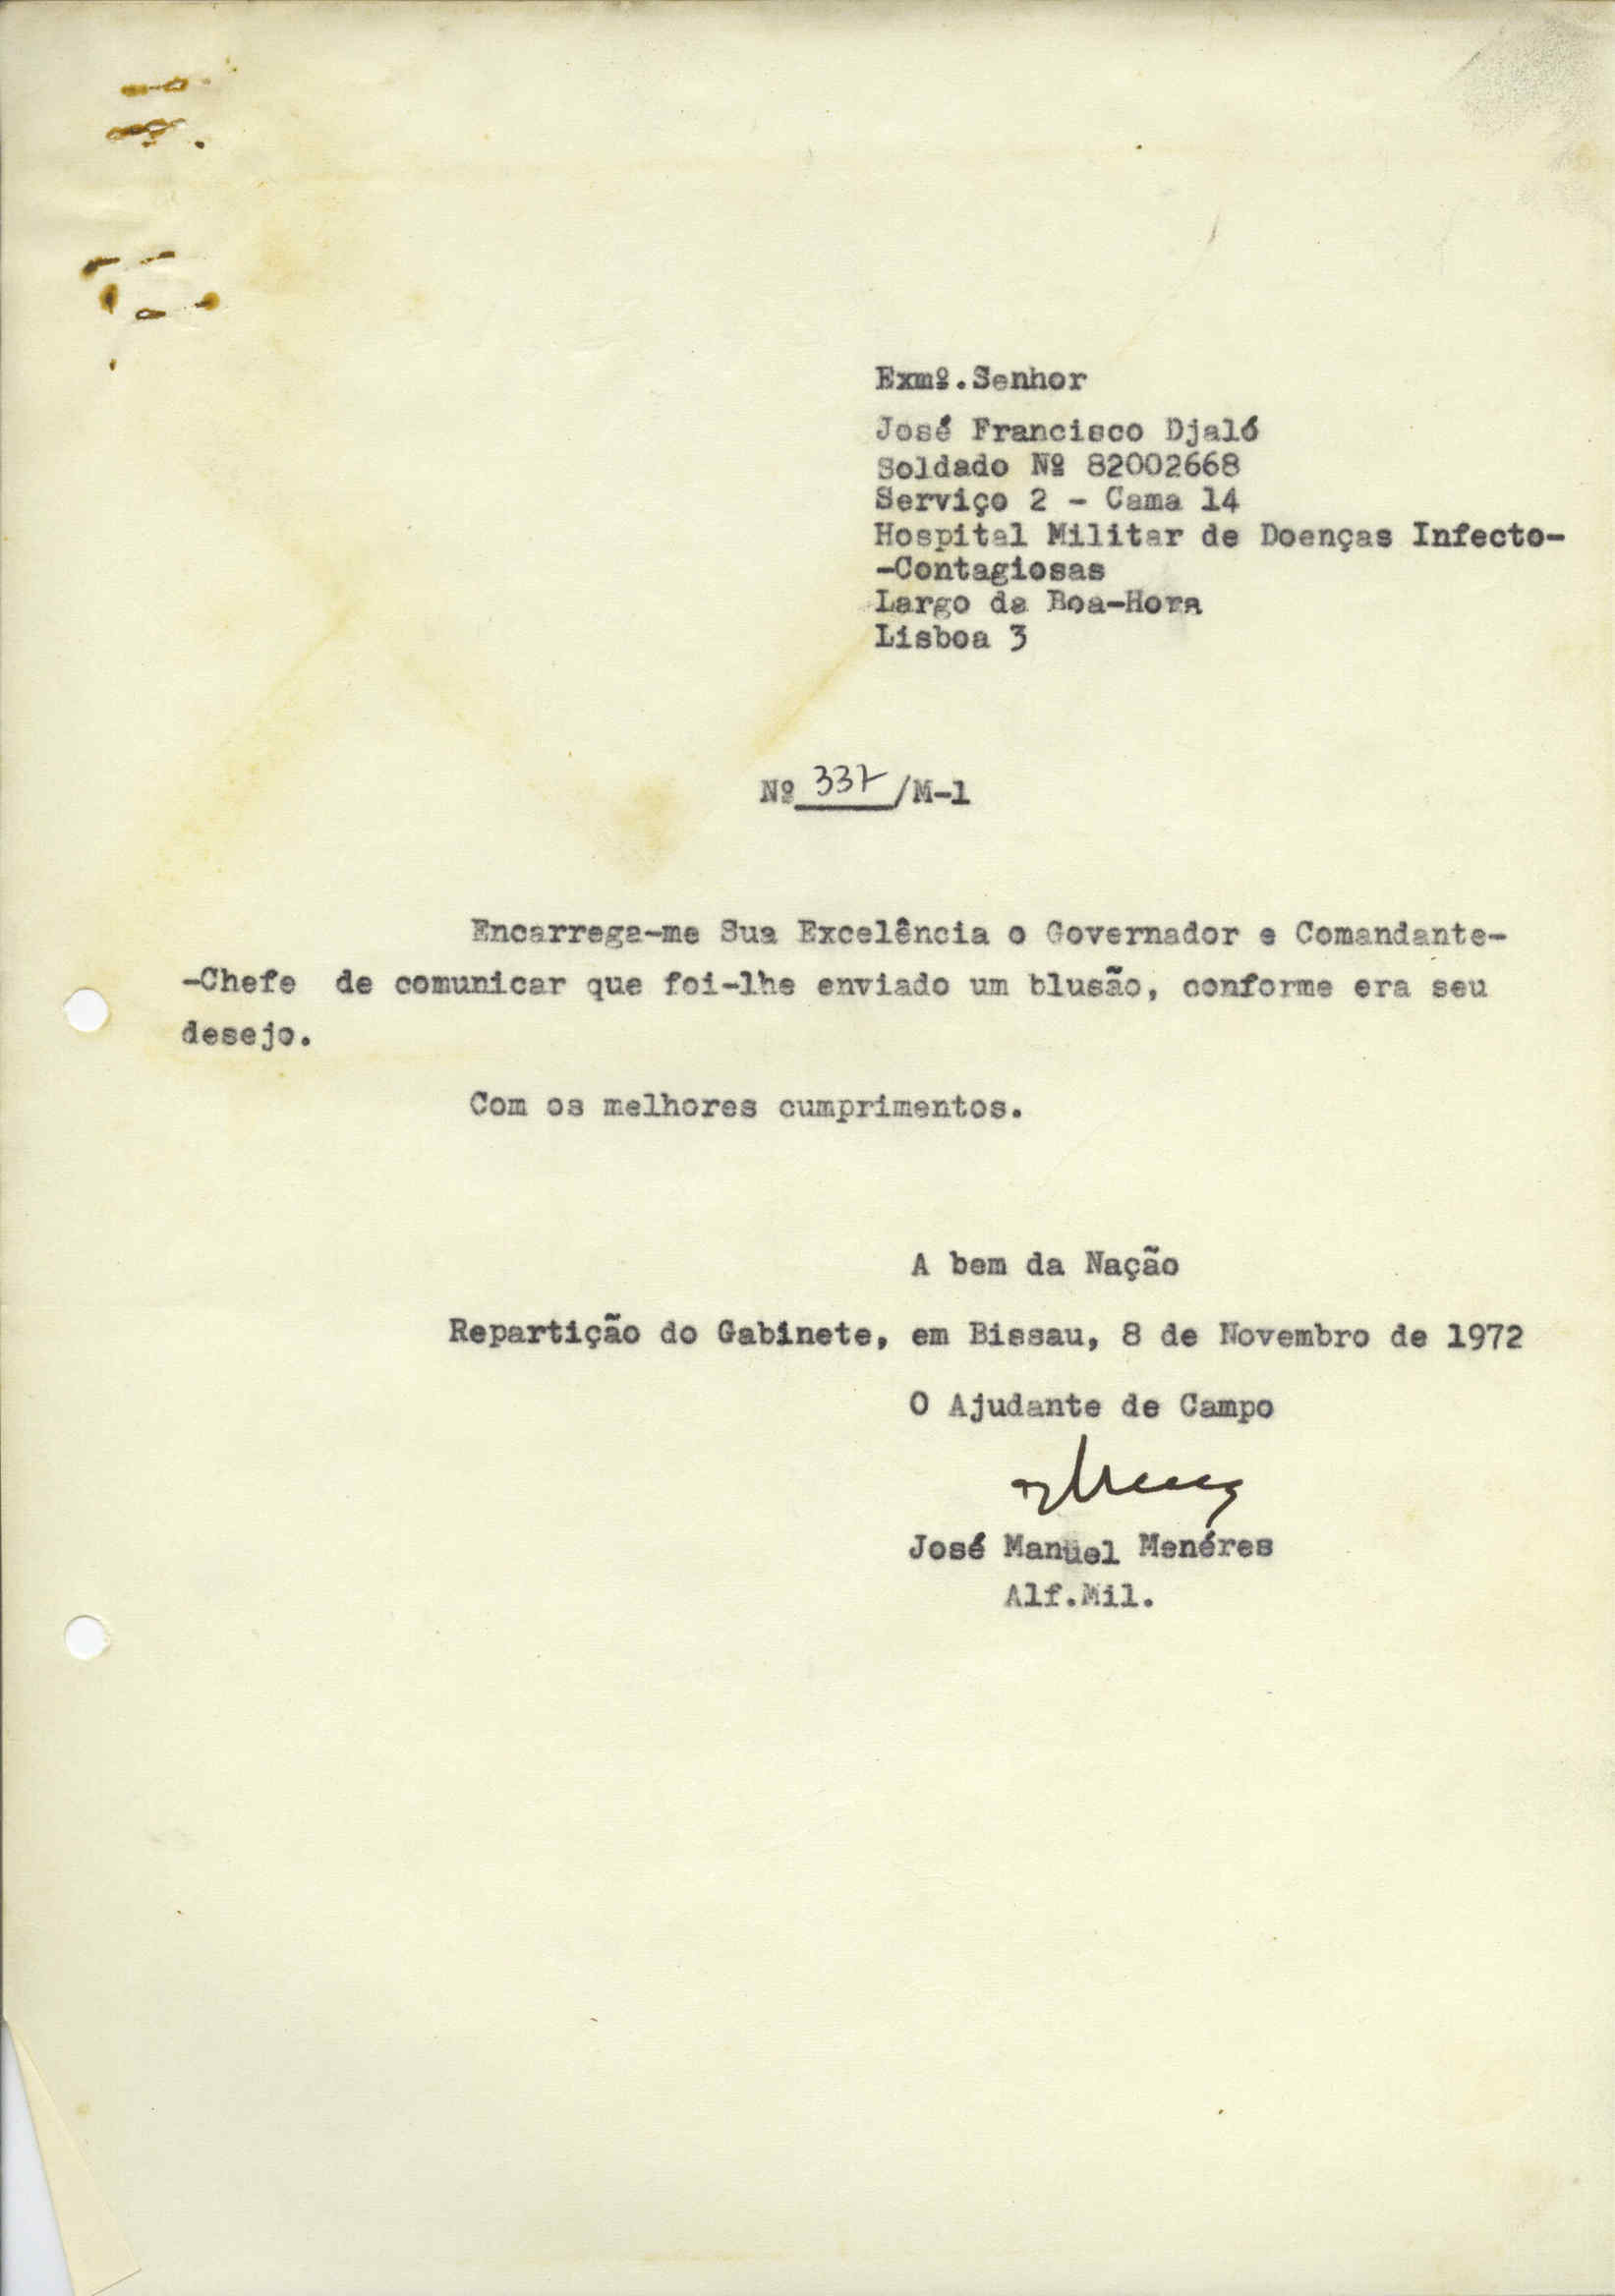 Exmº.Senhor
José Francisco Djaló
Soldado Nº 82002668
Serviço 2 - Cama 14
Hospital Militar de Doenças Infecto-
-Contagiosas
Largo da Boa-Hora
Lisboa 3
Nº 337/M-1
Encarrega-me Sua Excelência o Governador e Comandante-
-Chefe de comunicar que foi-lhe enviado um blusão, conforme era seu
desejo.
Com os melhores cumprimentos.
A bem da Nação
Repartição do Gabinete, em Bissau, 8 de Novembro de 1972
O Ajudante de Campo
José Manuel Menéres
Alf.Mil.